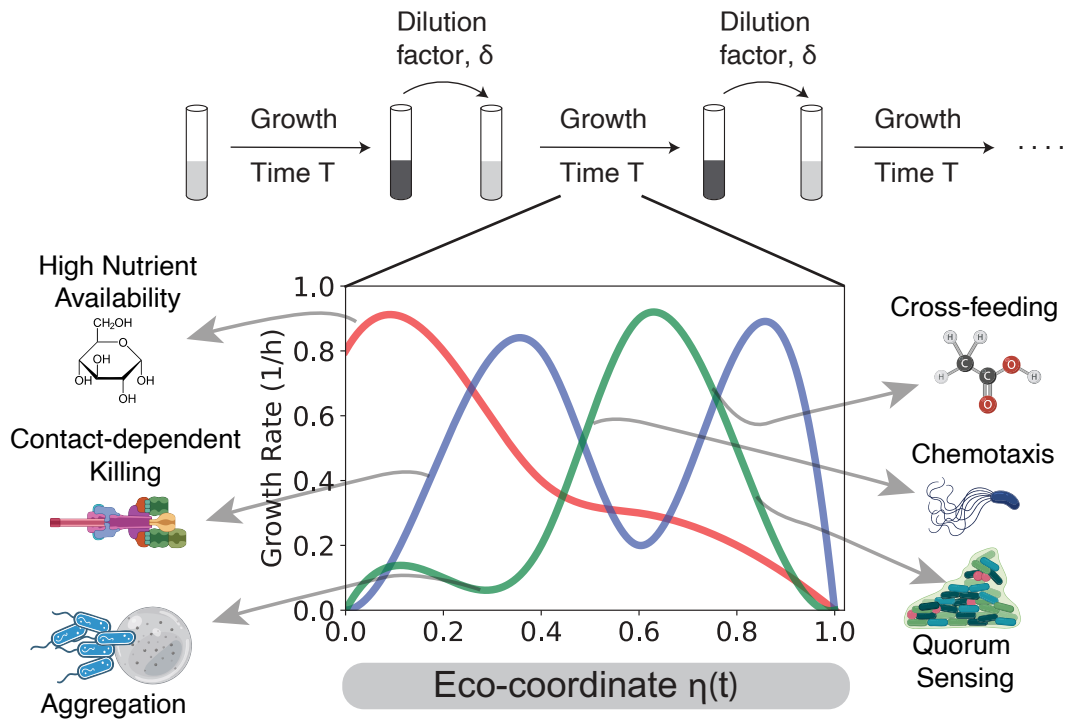 Dilution
factor, δ
Dilution
factor, δ
Growth
Time T
Growth
Time T
Growth
Time T
....
High Nutrient
Availability
CH₂OH
O
OH
HO
OH
OH
Contact-dependent
Killing
Aggregation
Growth Rate (1/h)
1.0
0.8
0.6
0.4
0.2
0.0
0.0
0.2
0.4
0.6
0.8
1.0
Eco-coordinate η(t)
Cross-feeding
H
H
H
C
C
O
H
O
Chemotaxis
Quorum
Sensing